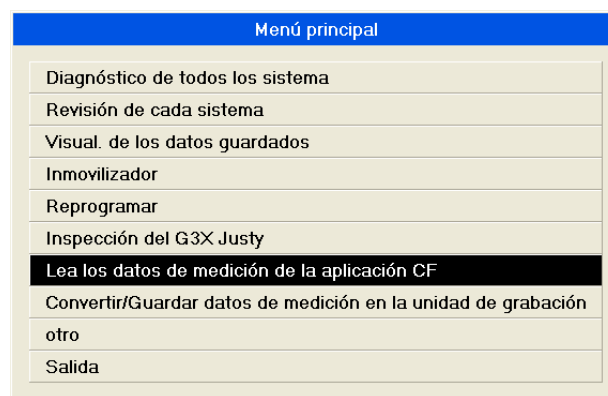 Menú principal
Diagnóstico de todos los sistema
Revisión de cada sistema
Visual. de los datos guardados
Inmovilizador
Reprogramar
Inspección del G3X Justy
Lea los datos de medición de la aplicación CF
Convertir/Guardar datos de medición en la unidad de grabación
otro
Salida